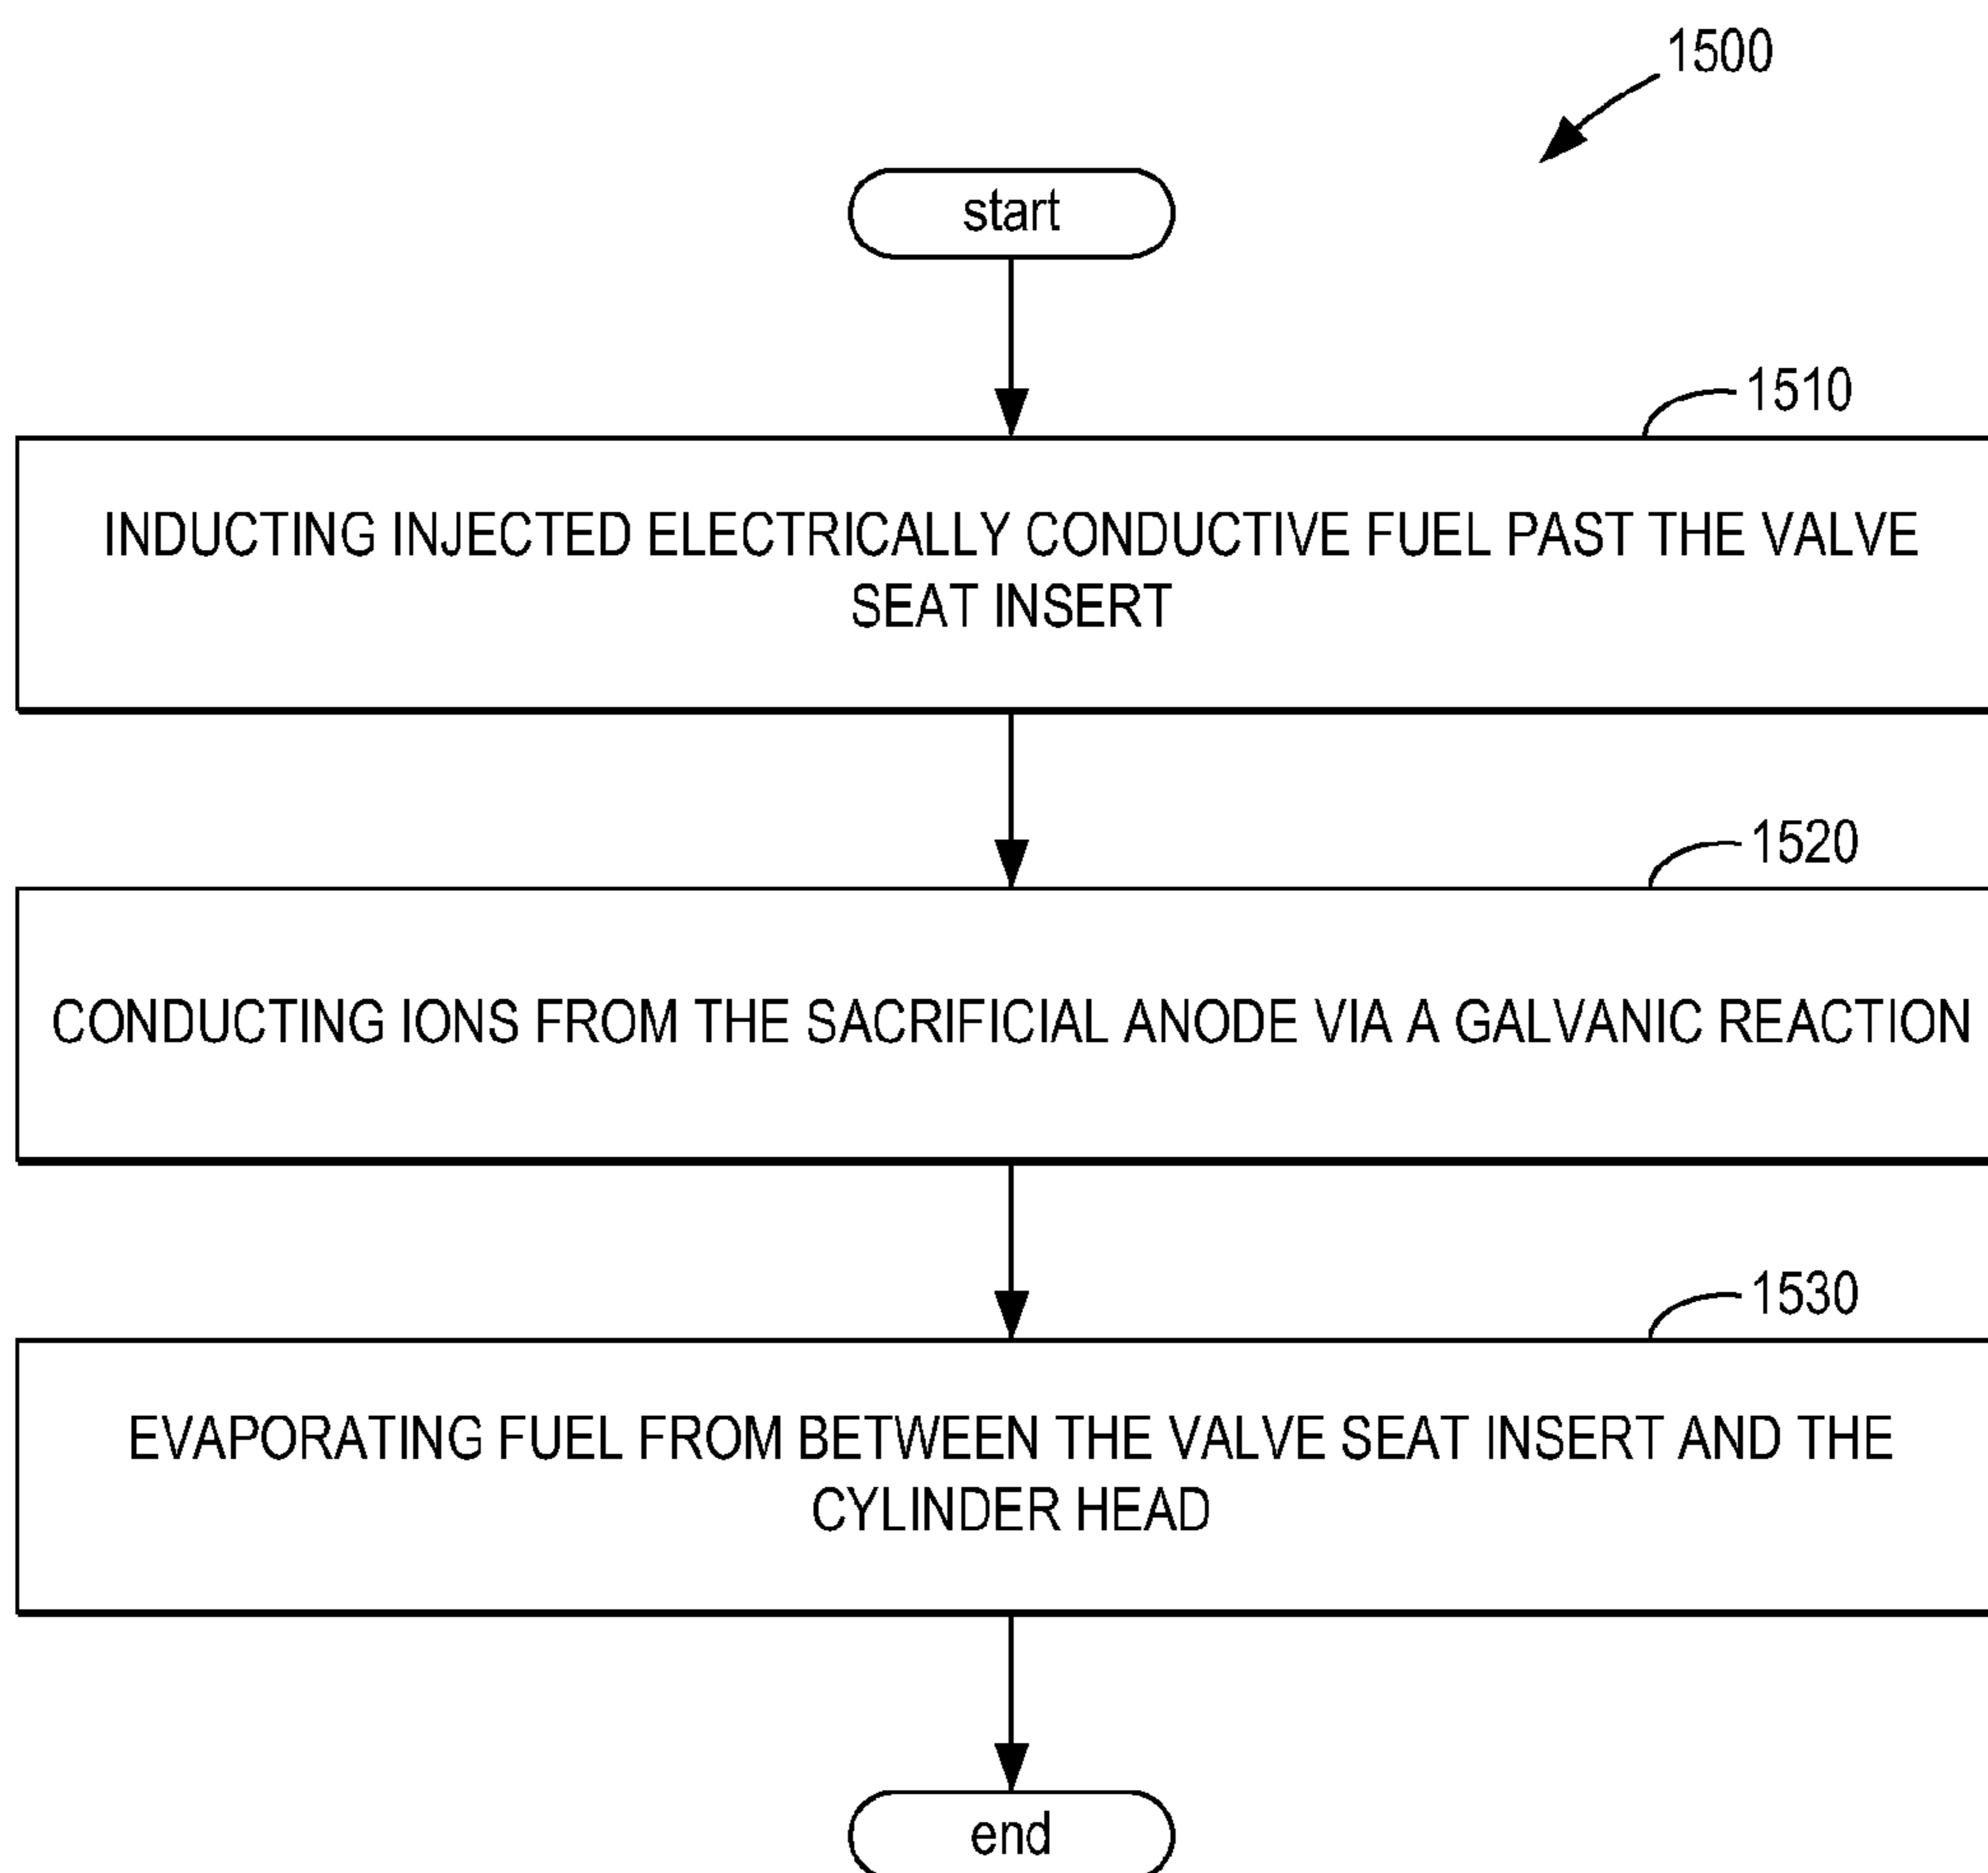 1500
start
1510
INDUCTING INJECTED ELECTRICALLY CONDUCTIVE FUEL PAST THE VALVE
SEAT INSERT
1520
CONDUCTING IONS FROM THE SACRIFICIAL ANODE VIA A GALVANIC REACTION
1530
EVAPORATING FUEL FROM BETWEEN THE VALVE SEAT INSERT AND THE
CYLINDER HEAD
end